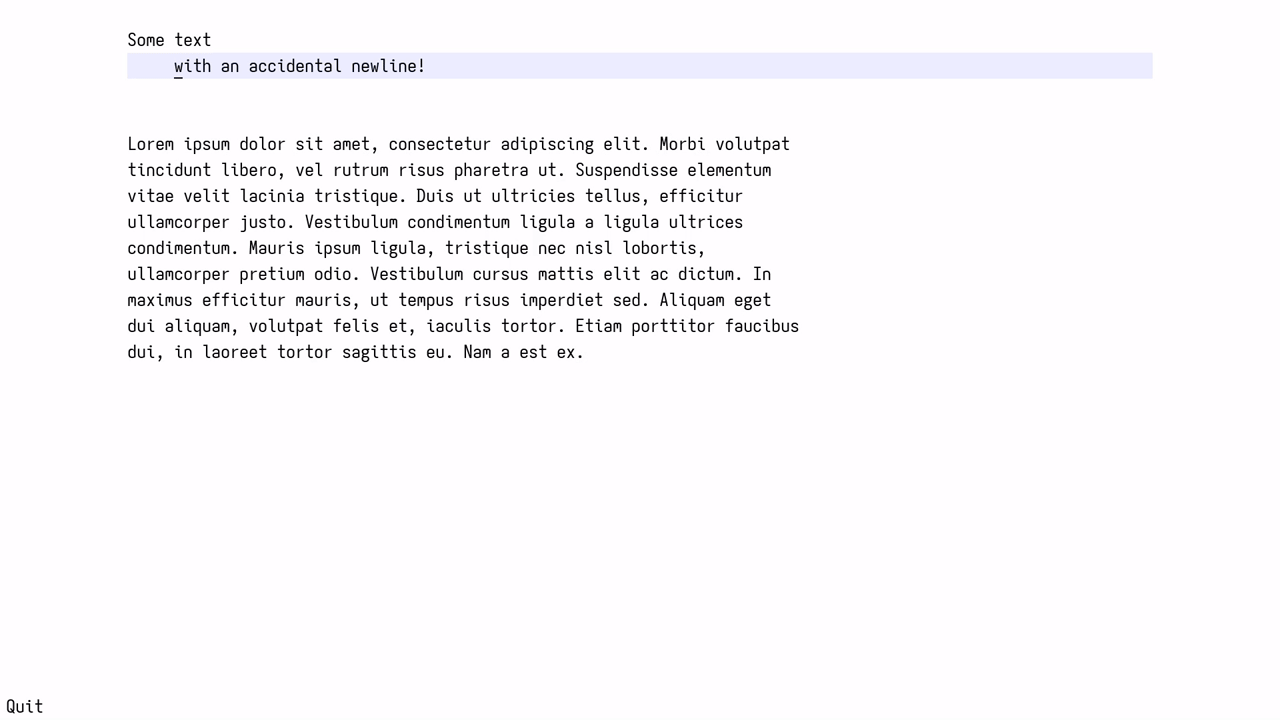 Some text
     with an accidental newline!
Lorem ipsum dolor sit amet, consectetur adipiscing elit. Morbi volutpat
tincidunt libero, vel rutrum risus pharetra ut. Suspendisse elementum
vitae velit lacinia tristique. Duis ut ultricies tellus, efficitur
ullamcorper justo. Vestibulum condimentum ligula a ligula ultrices
condimentum. Mauris ipsum ligula, tristique nec nisl lobortis,
ullamcorper pretium odio. Vestibulum cursus mattis elit ac dictum. In
maximus efficitur mauris, ut tempus risus imperdiet sed. Aliquam eget
dui aliquam, volutpat felis et, iaculis tortor. Etiam porttitor faucibus
dui, in laoreet tortor sagittis eu. Nam a est ex.
Quit